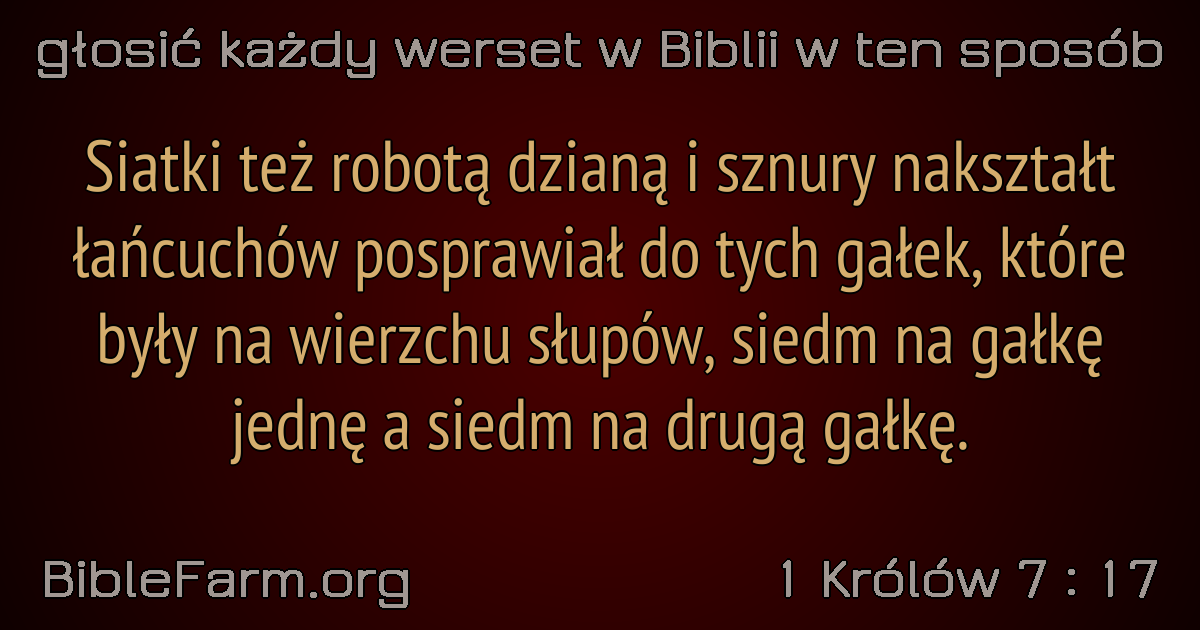 głosić każdy werset w Biblii w ten sposób
Siatki też robotą dzianą i sznury nakształt
łańcuchów posprawiał do tych gałek, które
były na wierzchu słupów, siedm na gałkę
jednę a siedm na drugą gałkę.
BibleFarm.org
1 Królów 7 : 17